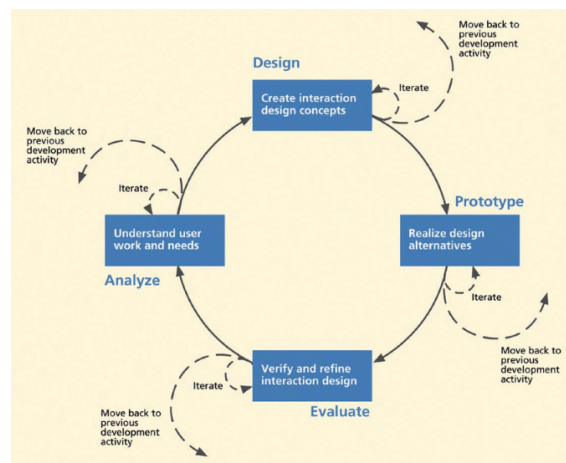 Move back to
previous
development
activity
Design
Iterate
Create interaction
design concepts
Move back to
previous
development
activity
Iterate
Prototype
Understand user
work and needs
Realize design
alternatives
Analyze
Iterate
Move back to
previous
development
activity
Verify and refine
interaction design
Iterate
Evaluate
Move back to
previous
development
activity